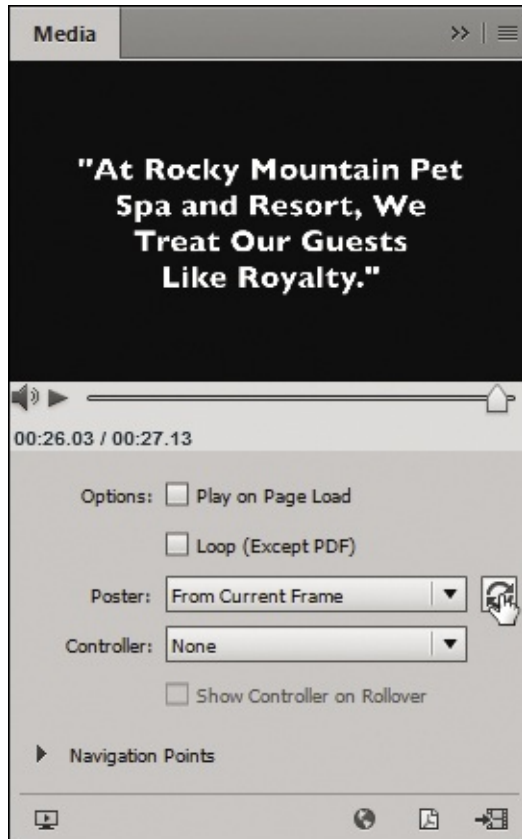 Media
"At Rocky Mountain Pet
Spa and Resort, We
Treat Our Guests
Like Royalty."
00:26.03 / 00:27.13
Options: Play on Page Load
Loop (Except PDF)
Poster: From Current Frame
Controller: None
Show Controller on Rollover
Navigation Points